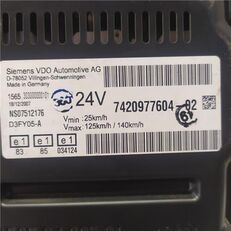 Siemens VDO Automotive AG
D-78052 Villingen-Schwenningen
Made in Germany
1565
18/12/2007
NS07512176
D3FY05-A
24V
7420977604
82
Vmin :25km/h
Vmax :125km/h / 140km/h
e1 e1 e1
83 85 034124